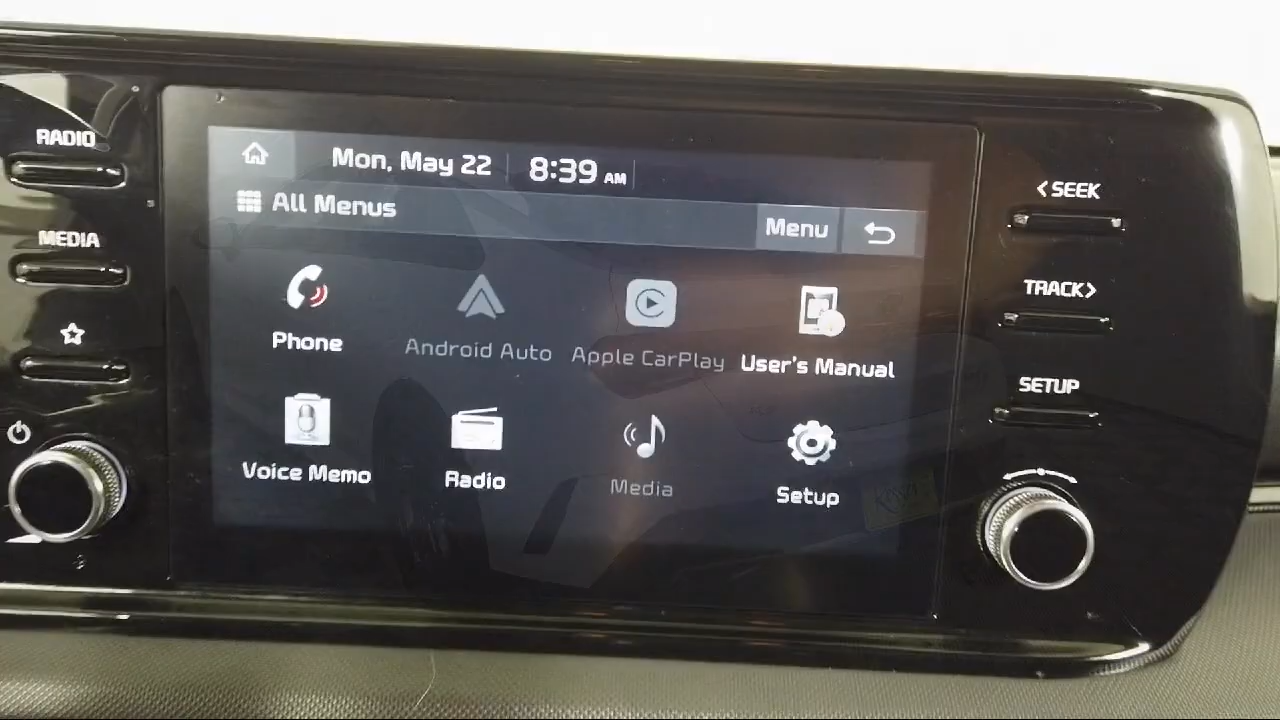 RADIO
MEDIA
Mon, May 22
8:39 AM
All Menus
Menu
Phone
Android Auto
Apple CarPlay
User's Manual
Voice Memo
Radio
Media
Setup
<SEEK
TRACK>
SETUP